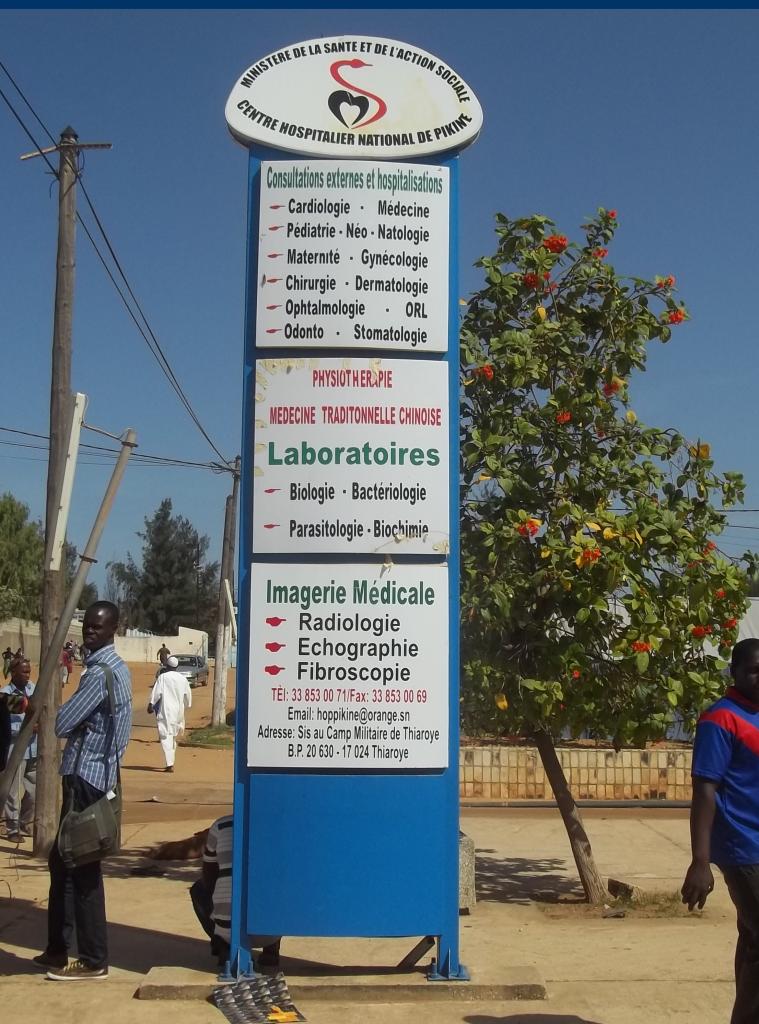 MINISTERE DE LA SANTE ET DE L'ACTION SOCIALE
CENTRE HOSPITALIER NATIONAL DE PIKINE
Consultations externes et hospitalisations
Cardiologie - Médecine
Pédiatrie - Néo - Natologie
Maternité - Gynécologie
Chirurgie - Dermatologie
Ophtalmologie - ORL
Odonto - Stomatologie
PHYSIOTHERAPIE
MEDECINE TRADITONNELLE CHINOISE
Laboratoires
Biologie - Bactériologie
Parasitologie - Biochimie
Imagerie Médicale
Radiologie
Echographie
Fibroscopie
TÉl: 33 853 00 71/Fax: 33 853 00 69
Email: hoppikine@orange.sn
Adresse: Sis au Camp Militaire de Thiaroye
B.P. 20 630 - 17 024 Thiaroye